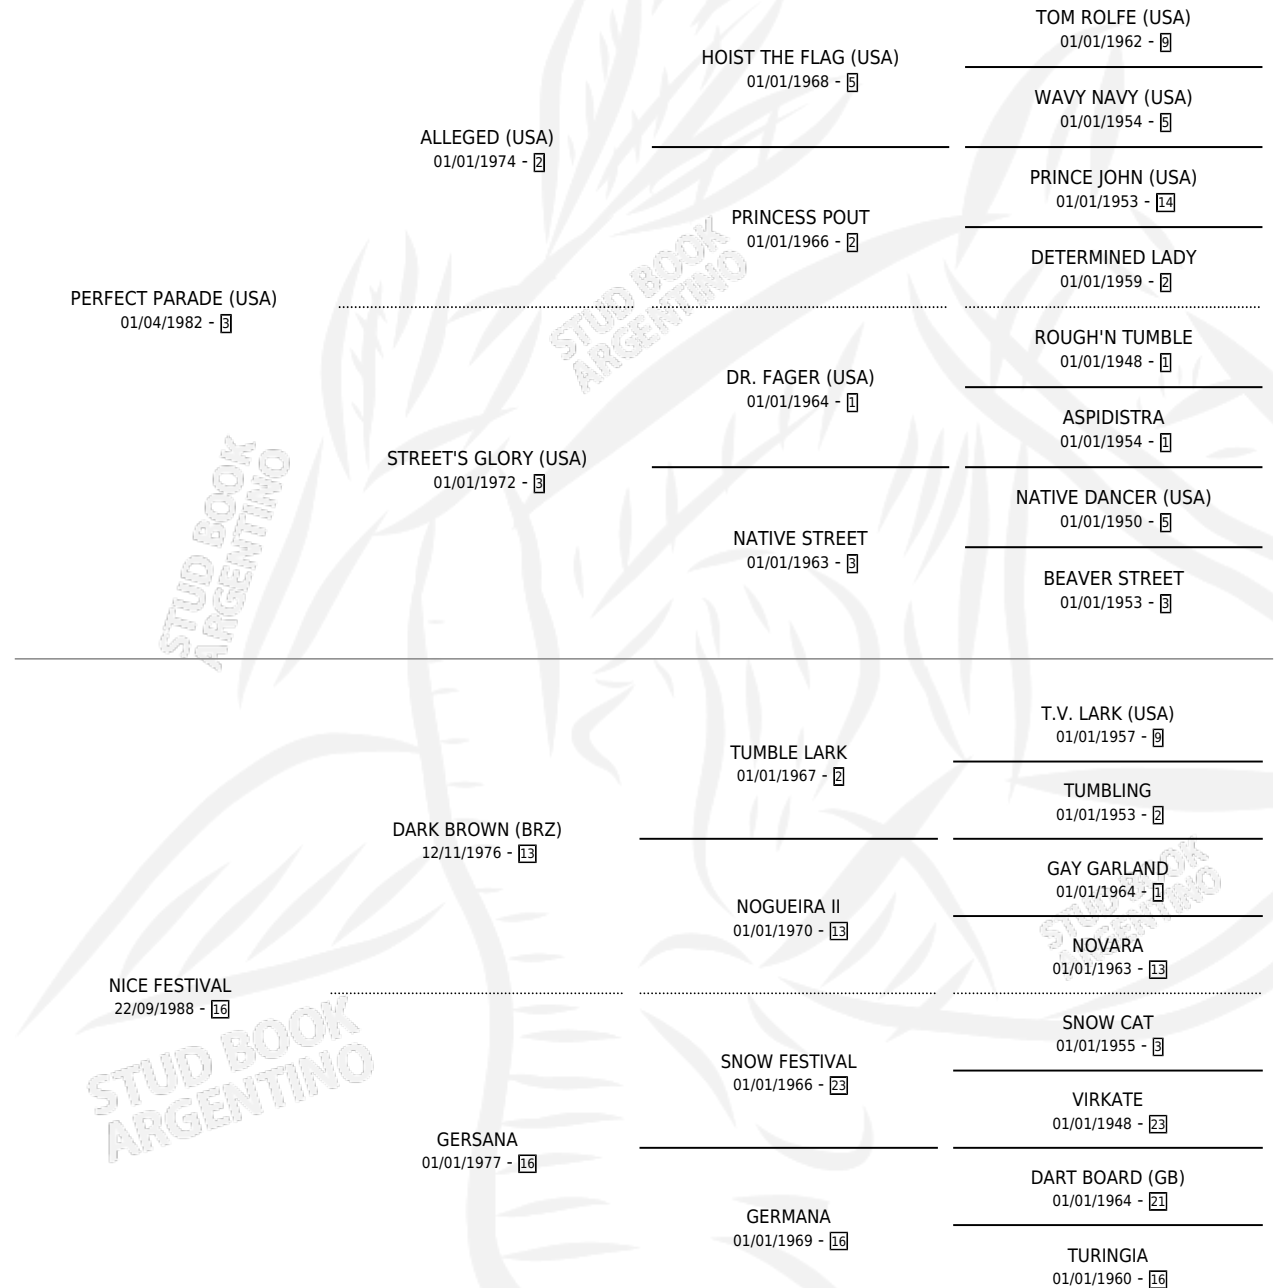 TOM ROLFE (USA)
01/01/1962 - 9
HOIST THE FLAG (USA)
01/01/1968 - 5
WAVY NAVY (USA)
01/01/1954 - 5
ALLEGED (USA)
01/01/1974 - 2
PRINCE JOHN (USA)
01/01/1953 - 14
PRINCESS POUT
01/01/1966 - 2
DETERMINED LADY
01/01/1959 - 2
PERFECT PARADE (USA)
01/04/1982 - 3
ROUGH'N TUMBLE
01/01/1948 - 1
DR. FAGER (USA)
01/01/1964 - 1
ASPIDISTRA
01/01/1954 - 1
STREET'S GLORY (USA)
01/01/1972 - 3
NATIVE DANCER (USA)
01/01/1950 - 5
NATIVE STREET
01/01/1963 - 3
BEAVER STREET
01/01/1953 - 3
STUD BOOK
ARGENTINO
STUD BOOK
ARGENTINO
T.V. LARK (USA)
01/01/1957 - 9
TUMBLE LARK
01/01/1967 - 2
TUMBLING
01/01/1953 - 2
DARK BROWN (BRZ)
12/11/1976 - 13
GAY GARLAND
01/01/1964 - 1
NOGUEIRA II
01/01/1970 - 13
NOVARA
01/01/1963 - 13
STUD BOOK
ARGENTINO
NICE FESTIVAL
22/09/1988 - 16
SNOW CAT
01/01/1955 - 3
SNOW FESTIVAL
01/01/1966 - 23
VIRKATE
01/01/1948 - 23
STUD BOOK
ARGENTINO
GERSANA
01/01/1977 - 16
DART BOARD (GB)
01/01/1964 - 21
GERMANA
01/01/1969 - 16
TURINGIA
01/01/1960 - 16